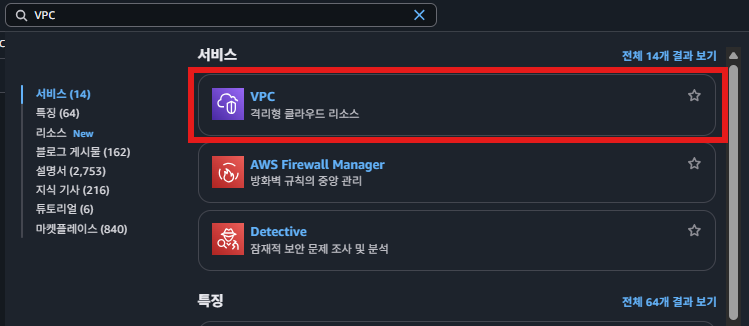 VPC
서비스 (14)
특징 (64)
리소스 New
블로그 게시물 (162)
설명서 (2,753)
지식 기사 (216)
튜토리얼 (6)
마켓플레이스 (840)
서비스
전체 14개 결과 보기
VPC
격리형 클라우드 리소스
AWS Firewall Manager
방화벽 규칙의 중앙 관리
Detective
잠재적 보안 문제 조사 및 분석
특징
전체 64개 결과 보기